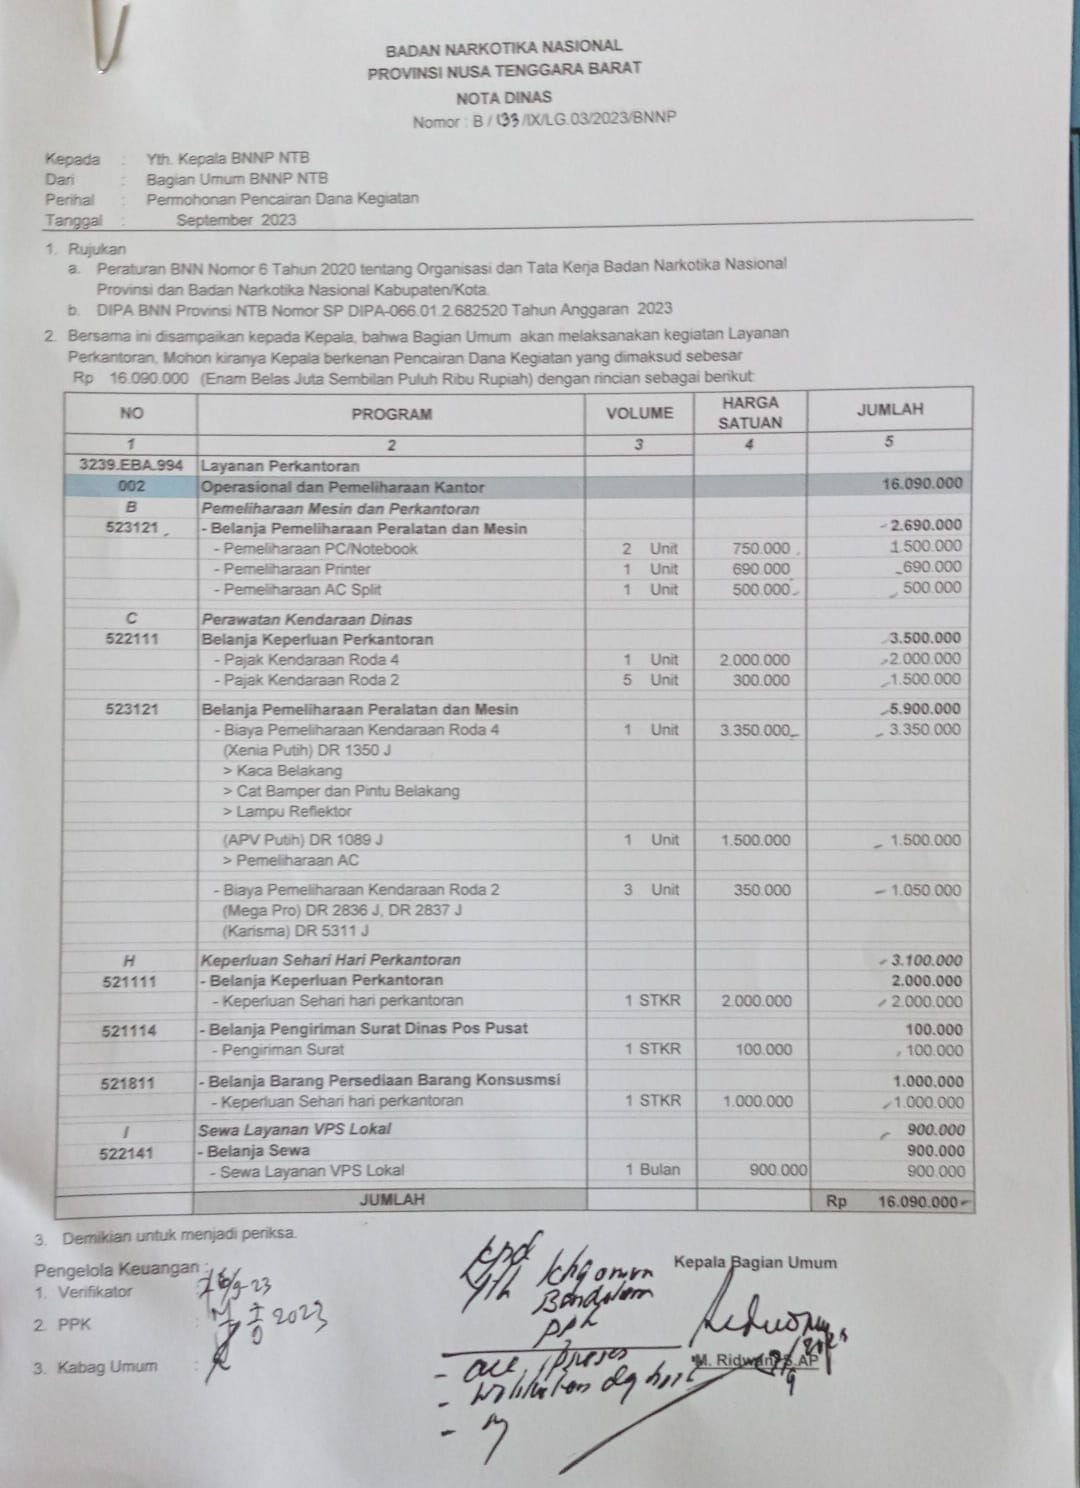 BADAN NARKOTIKA NASIONAL
PROVINSI NUSA TENGGARA BARAT
NOTA DINAS
Nomor : B / 133 /IX/LG.03/2023/BNNP
Kepada : Yth. Kepala BNNP NTB
Dari : Bagian Umum BNNP NTB
Perihal : Permohonan Pencairan Dana Kegiatan
Tanggal : September 2023
1. Rujukan
a. Peraturan BNN Nomor 6 Tahun 2020 tentang Organisasi dan Tata Kerja Badan Narkotika Nasional
Provinsi dan Badan Narkotika Nasional Kabupaten/Kota.
b. DIPA BNN Provinsi NTB Nomor SP DIPA-066.01.2.682520 Tahun Anggaran 2023
2. Bersama ini disampaikan kepada Kepala, bahwa Bagian Umum akan melaksanakan kegiatan Layanan
Perkantoran, Mohon kiranya Kepala berkenan Pencairan Dana Kegiatan yang dimaksud sebesar
Rp 16.090.000 (Enam Belas Juta Sembilan Puluh Ribu Rupiah) dengan rincian sebagai berikut:
NO PROGRAM VOLUME HARGA SATUAN JUMLAH
1 2 3 4 5
3239.EBA.994 Layanan Perkantoran
002 Operasional dan Pemeliharaan Kantor 16.090.000
B Pemeliharaan Mesin dan Perkantoran
523121 - Belanja Pemeliharaan Peralatan dan Mesin 2.690.000
- Pemeliharaan PC/Notebook 2 Unit 750.000 1.500.000
- Pemeliharaan Printer 1 Unit 690.000 690.000
- Pemeliharaan AC Split 1 Unit 500.000 500.000
C Perawatan Kendaraan Dinas
522111 Belanja Keperluan Perkantoran 3.500.000
- Pajak Kendaraan Roda 4 1 Unit 2.000.000 2.000.000
- Pajak Kendaraan Roda 2 5 Unit 300.000 1.500.000
523121 Belanja Pemeliharaan Peralatan dan Mesin 5.900.000
- Biaya Pemeliharaan Kendaraan Roda 4 1 Unit 3.350.000 3.350.000
(Xenia Putih) DR 1350 J
> Kaca Belakang
> Cat Bamper dan Pintu Belakang
> Lampu Reflektor
(APV Putih) DR 1089 J 1 Unit 1.500.000 1.500.000
> Pemeliharaan AC
- Biaya Pemeliharaan Kendaraan Roda 2 3 Unit 350.000 1.050.000
(Mega Pro) DR 2836 J, DR 2837 J
(Karisma) DR 5311 J
H Keperluan Sehari Hari Perkantoran 3.100.000
521111 - Belanja Keperluan Perkantoran 2.000.000
- Keperluan Sehari hari perkantoran 1 STKR 2.000.000 2.000.000
521114 - Belanja Pengiriman Surat Dinas Pos Pusat 100.000
- Pengiriman Surat 1 STKR 100.000 100.000
521811 - Belanja Barang Persediaan Barang Konsusmsi 1.000.000
- Keperluan Sehari hari perkantoran 1 STKR 1.000.000 1.000.000
I Sewa Layanan VPS Lokal 900.000
522141 - Belanja Sewa 900.000
- Sewa Layanan VPS Lokal 1 Bulan 900.000 900.000
JUMLAH Rp 16.090.000
3. Demikian untuk menjadi periksa.
Pengelola Keuangan :
1. Verifikator
2. PPK : 2023
3. Kabag Umum :
Kepala Bagian Umum
M. Ridwan, S.AP
kpd
Yth
PPK
- acc, proses